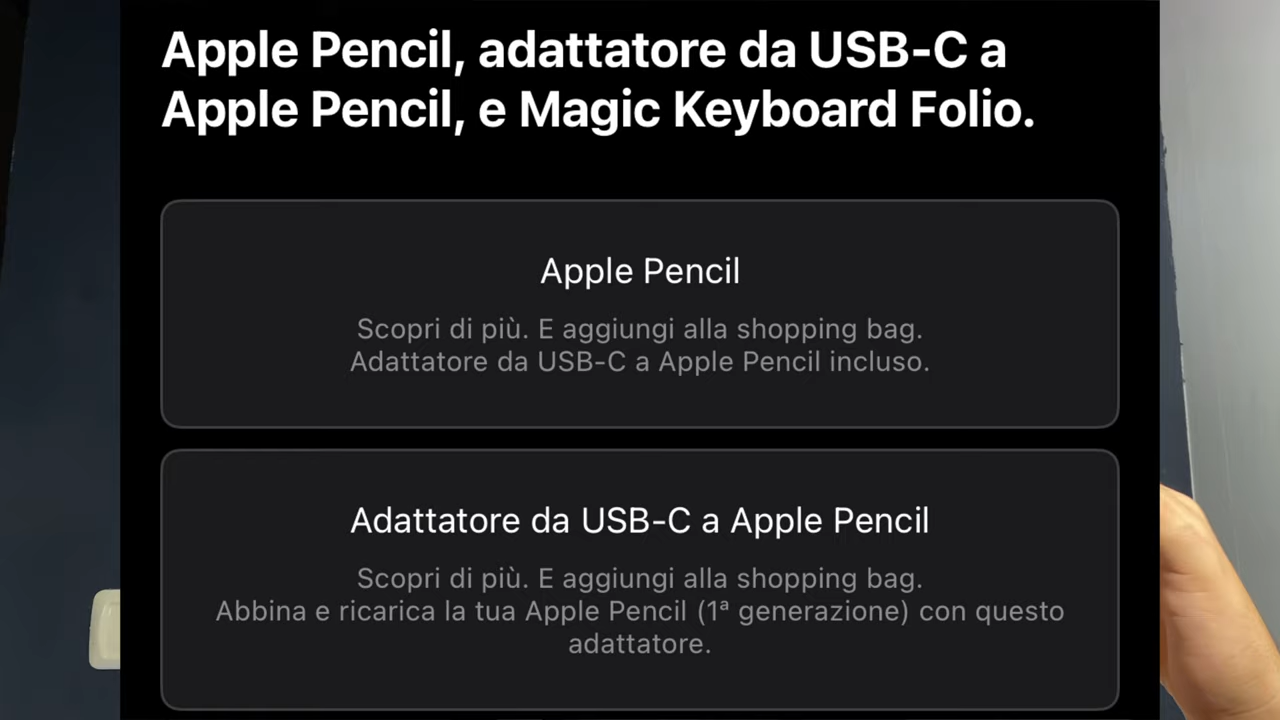 Apple Pencil, adattatore da USB-C a
Apple Pencil, e Magic Keyboard Folio.
Apple Pencil
Scopri di più. E aggiungi alla shopping bag.
Adattatore da USB-C a Apple Pencil incluso.
Adattatore da USB-C a Apple Pencil
Scopri di più. E aggiungi alla shopping bag.
Abbina e ricarica la tua Apple Pencil (1ª generazione) con questo
adattatore.